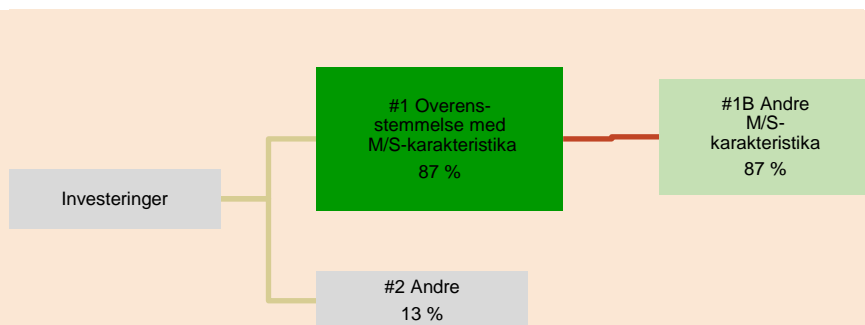 Investeringer
#1 Overens-
stemmelse med
M/S-karakteristika
87 %
#2 Andre
13 %
#1B Andre
M/S-
karakteristika
87 %